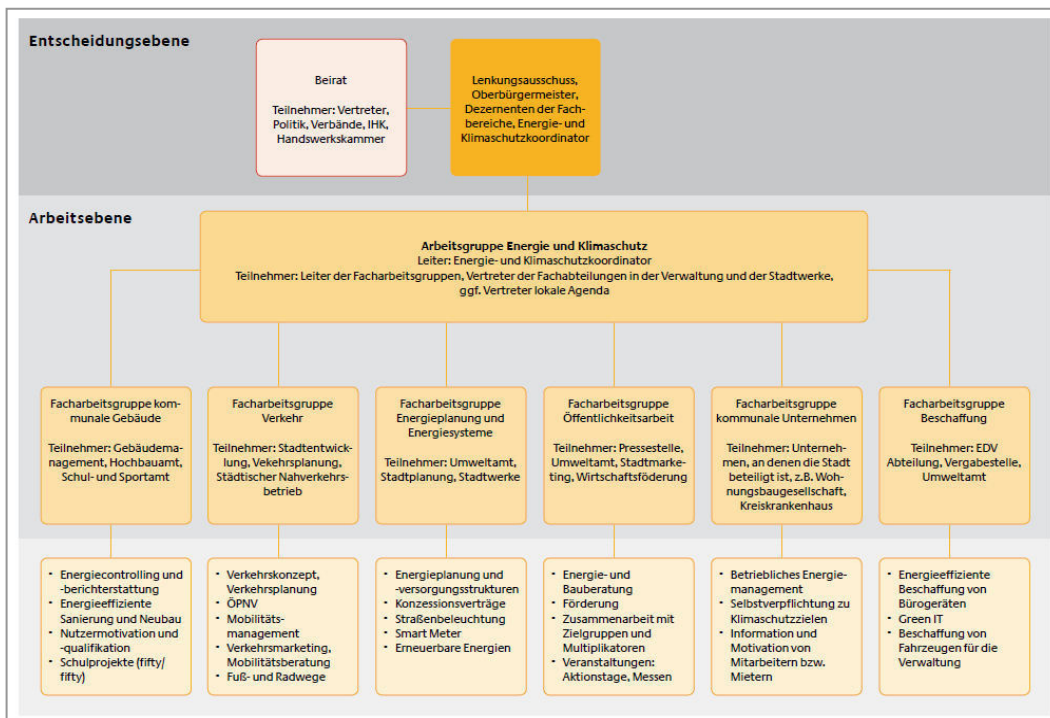 Entscheidungsebene
Beirat
Teilnehmer: Vertreter,
Politik, Verbände, IHK,
Handswerkskammer
Lenkungsausschuss,
Oberbürgermeister,
Dezernenten der Fach-
bereiche, Energie- und
Klimaschutzkoordinator
Arbeitsebene
Arbeitsgruppe Energie und Klimaschutz
Leiter: Energie- und Klimaschutzkoordinator
Teilnehmer: Leiter der Facharbeitsgruppen, Vertreter der Fachabteilungen in der Verwaltung und der Stadtwerke,
ggf. Vertreter lokale Agenda
Facharbeitsgruppe kom-
munale Gebäude
Teilnehmer: Gebäudema-
nagement, Hochbauamt,
Schul- und Sportamt
Facharbeitsgruppe
Verkehr
Teilnehmer: Stadtentwick-
lung, Vekehrsplanung,
Städtischer Nahverkehrs-
betrieb
Facharbeitsgruppe
Energieplanung und
Energiesysteme
Teilnehmer: Umweltamt,
Stadtplanung, Stadtwerke
Facharbeitsgruppe
Öffentlichkeitsarbeit
Teilnehmer: Pressestelle,
Umweltamt, Stadtmarke-
ting, Wirtschaftsföderung
Facharbeitsgruppe
kommunale Unternehmen
Teilnehmer: Unterneh-
men, an denen die Stadt
beteiligt ist, z.B. Woh-
nungsbaugesellschaft,
Kreiskrankenhaus
Facharbeitsgruppe
Beschaffung
Teilnehmer: EDV
Abteilung, Vergabestelle,
Umweltamt
• Energiecontrolling und
-berichterstattung
• Energieeffiziente
Sanierung und Neubau
• Nutzermotivation und
-qualifikation
• Schulprojekte (fifty/
fifty)
• Verkehrskonzept,
Verkehrsplanung
• ÖPNV
• Mobilitäts-
management
• Verkehrsmarketing,
Mobilitätsberatung
• Fuß- und Radwege
• Energieplanung und
-versorgungsstrukturen
• Konzessionverträge
• Straßenbeleuchtung
• Smart Meter
• Erneuerbare Energien
• Energie- und
Bauberatung
• Förderung
• Zusammenarbeit mit
Zielgruppen und
Multiplikatoren
• Veranstaltungen:
Aktionstage, Messen
• Betriebliches Energie-
management
• Selbstverpflichtung zu
Klimaschutzzielen
• Information und
Motivation von
Mitarbeitern bzw.
Mietern
• Energieeffiziente
Beschaffung von
Bürogeräten
• Green IT
• Beschaffung von
Fahrzeugen für die
Verwaltung